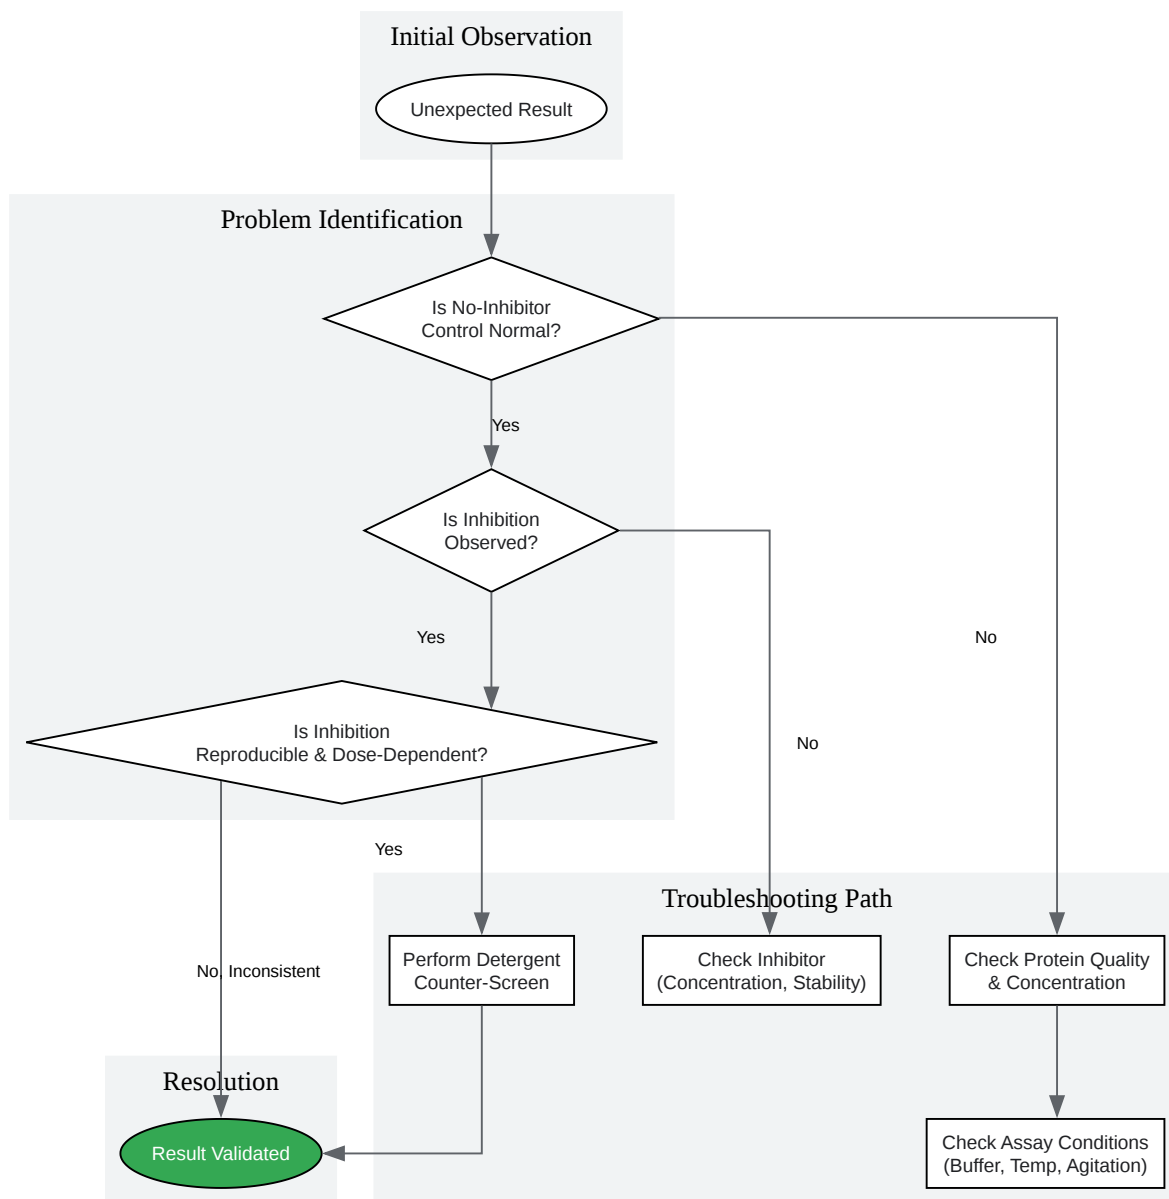 Initial Observation
Unexpected Result
Problem Identification
Is No-Inhibitor
Control Normal?
Yes
Is Inhibition
Observed?
Yes
No
Is Inhibition
Reproducible & Dose-Dependent?
No
Yes
Troubleshooting Path
Perform Detergent
Counter-Screen
Check Inhibitor
(Concentration, Stability)
Check Protein Quality
& Concentration
No, Inconsistent
Resolution
Result Validated
Check Assay Conditions
(Buffer, Temp, Agitation)